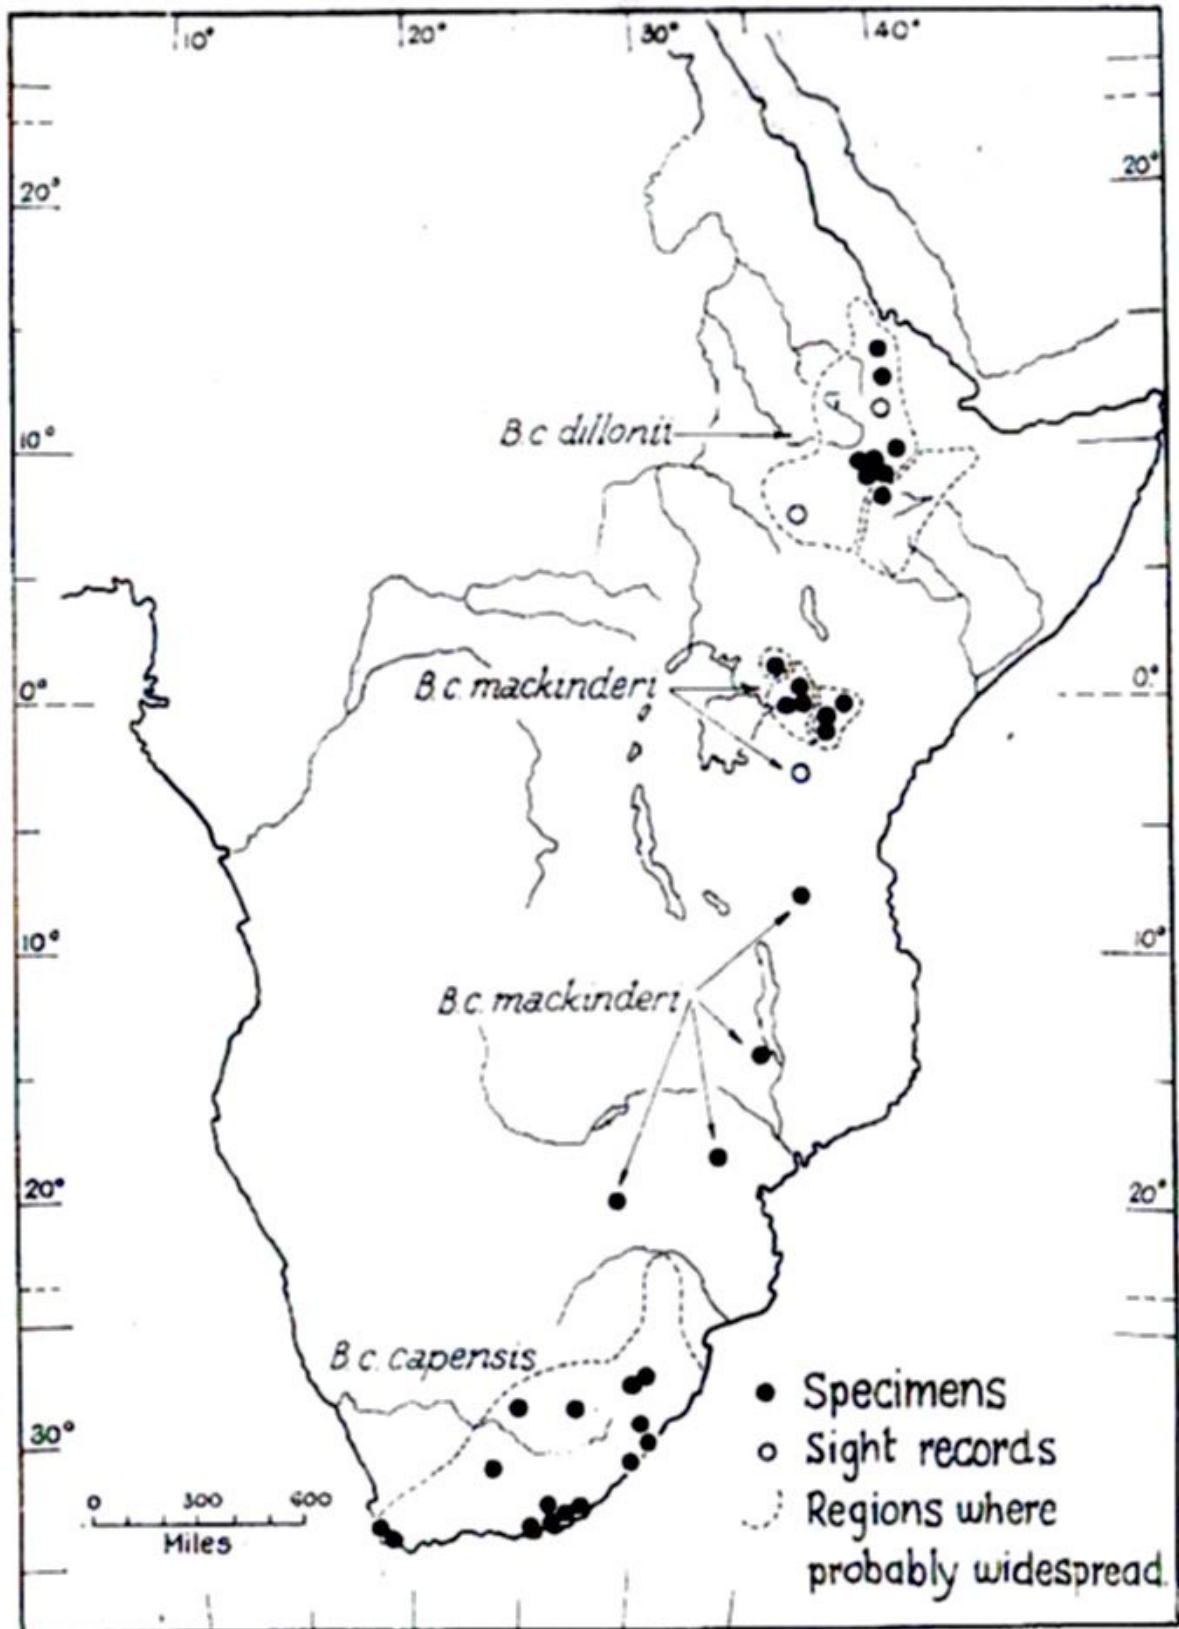 10° 20° 30° 40°
20° 20°
B.c. dillonii
10°
B.c. mackinderi
0° 0°
10° 10°
B.c. mackinderi
20° 20°
B.c. capensis
Specimens
30° Sight records
0 300 600
Miles
Regions where
probably widespread.